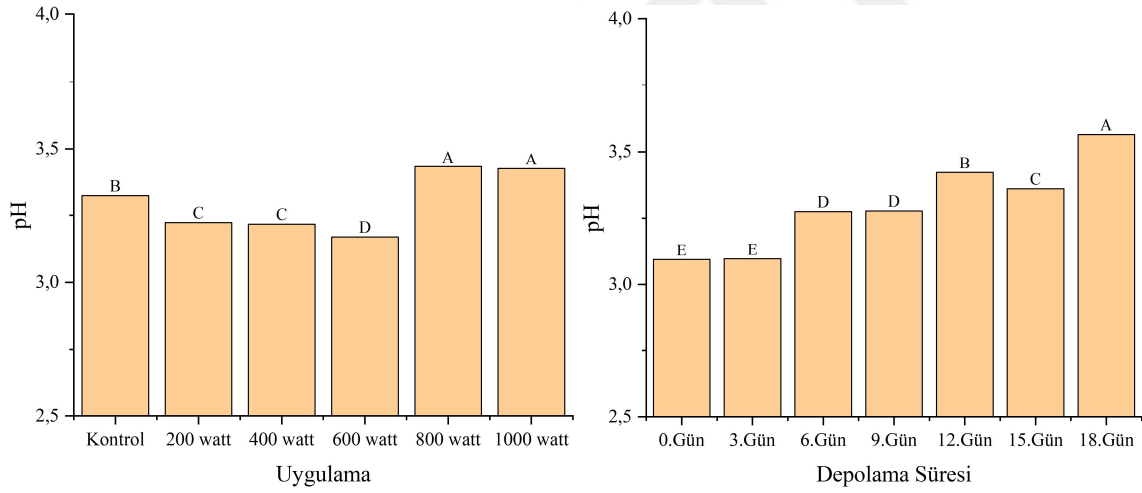 4,0
3,5
3,0
2,5
pH
B
C
C
D
A
A
Kontrol 200 watt 400 watt 600 watt 800 watt 1000 watt
Uygulama
4,0
3,5
3,0
2,5
pH
E
E
D
D
B
C
A
0.Gün 3.Gün 6.Gün 9.Gün 12.Gün 15.Gün 18.Gün
Depolama Süresi